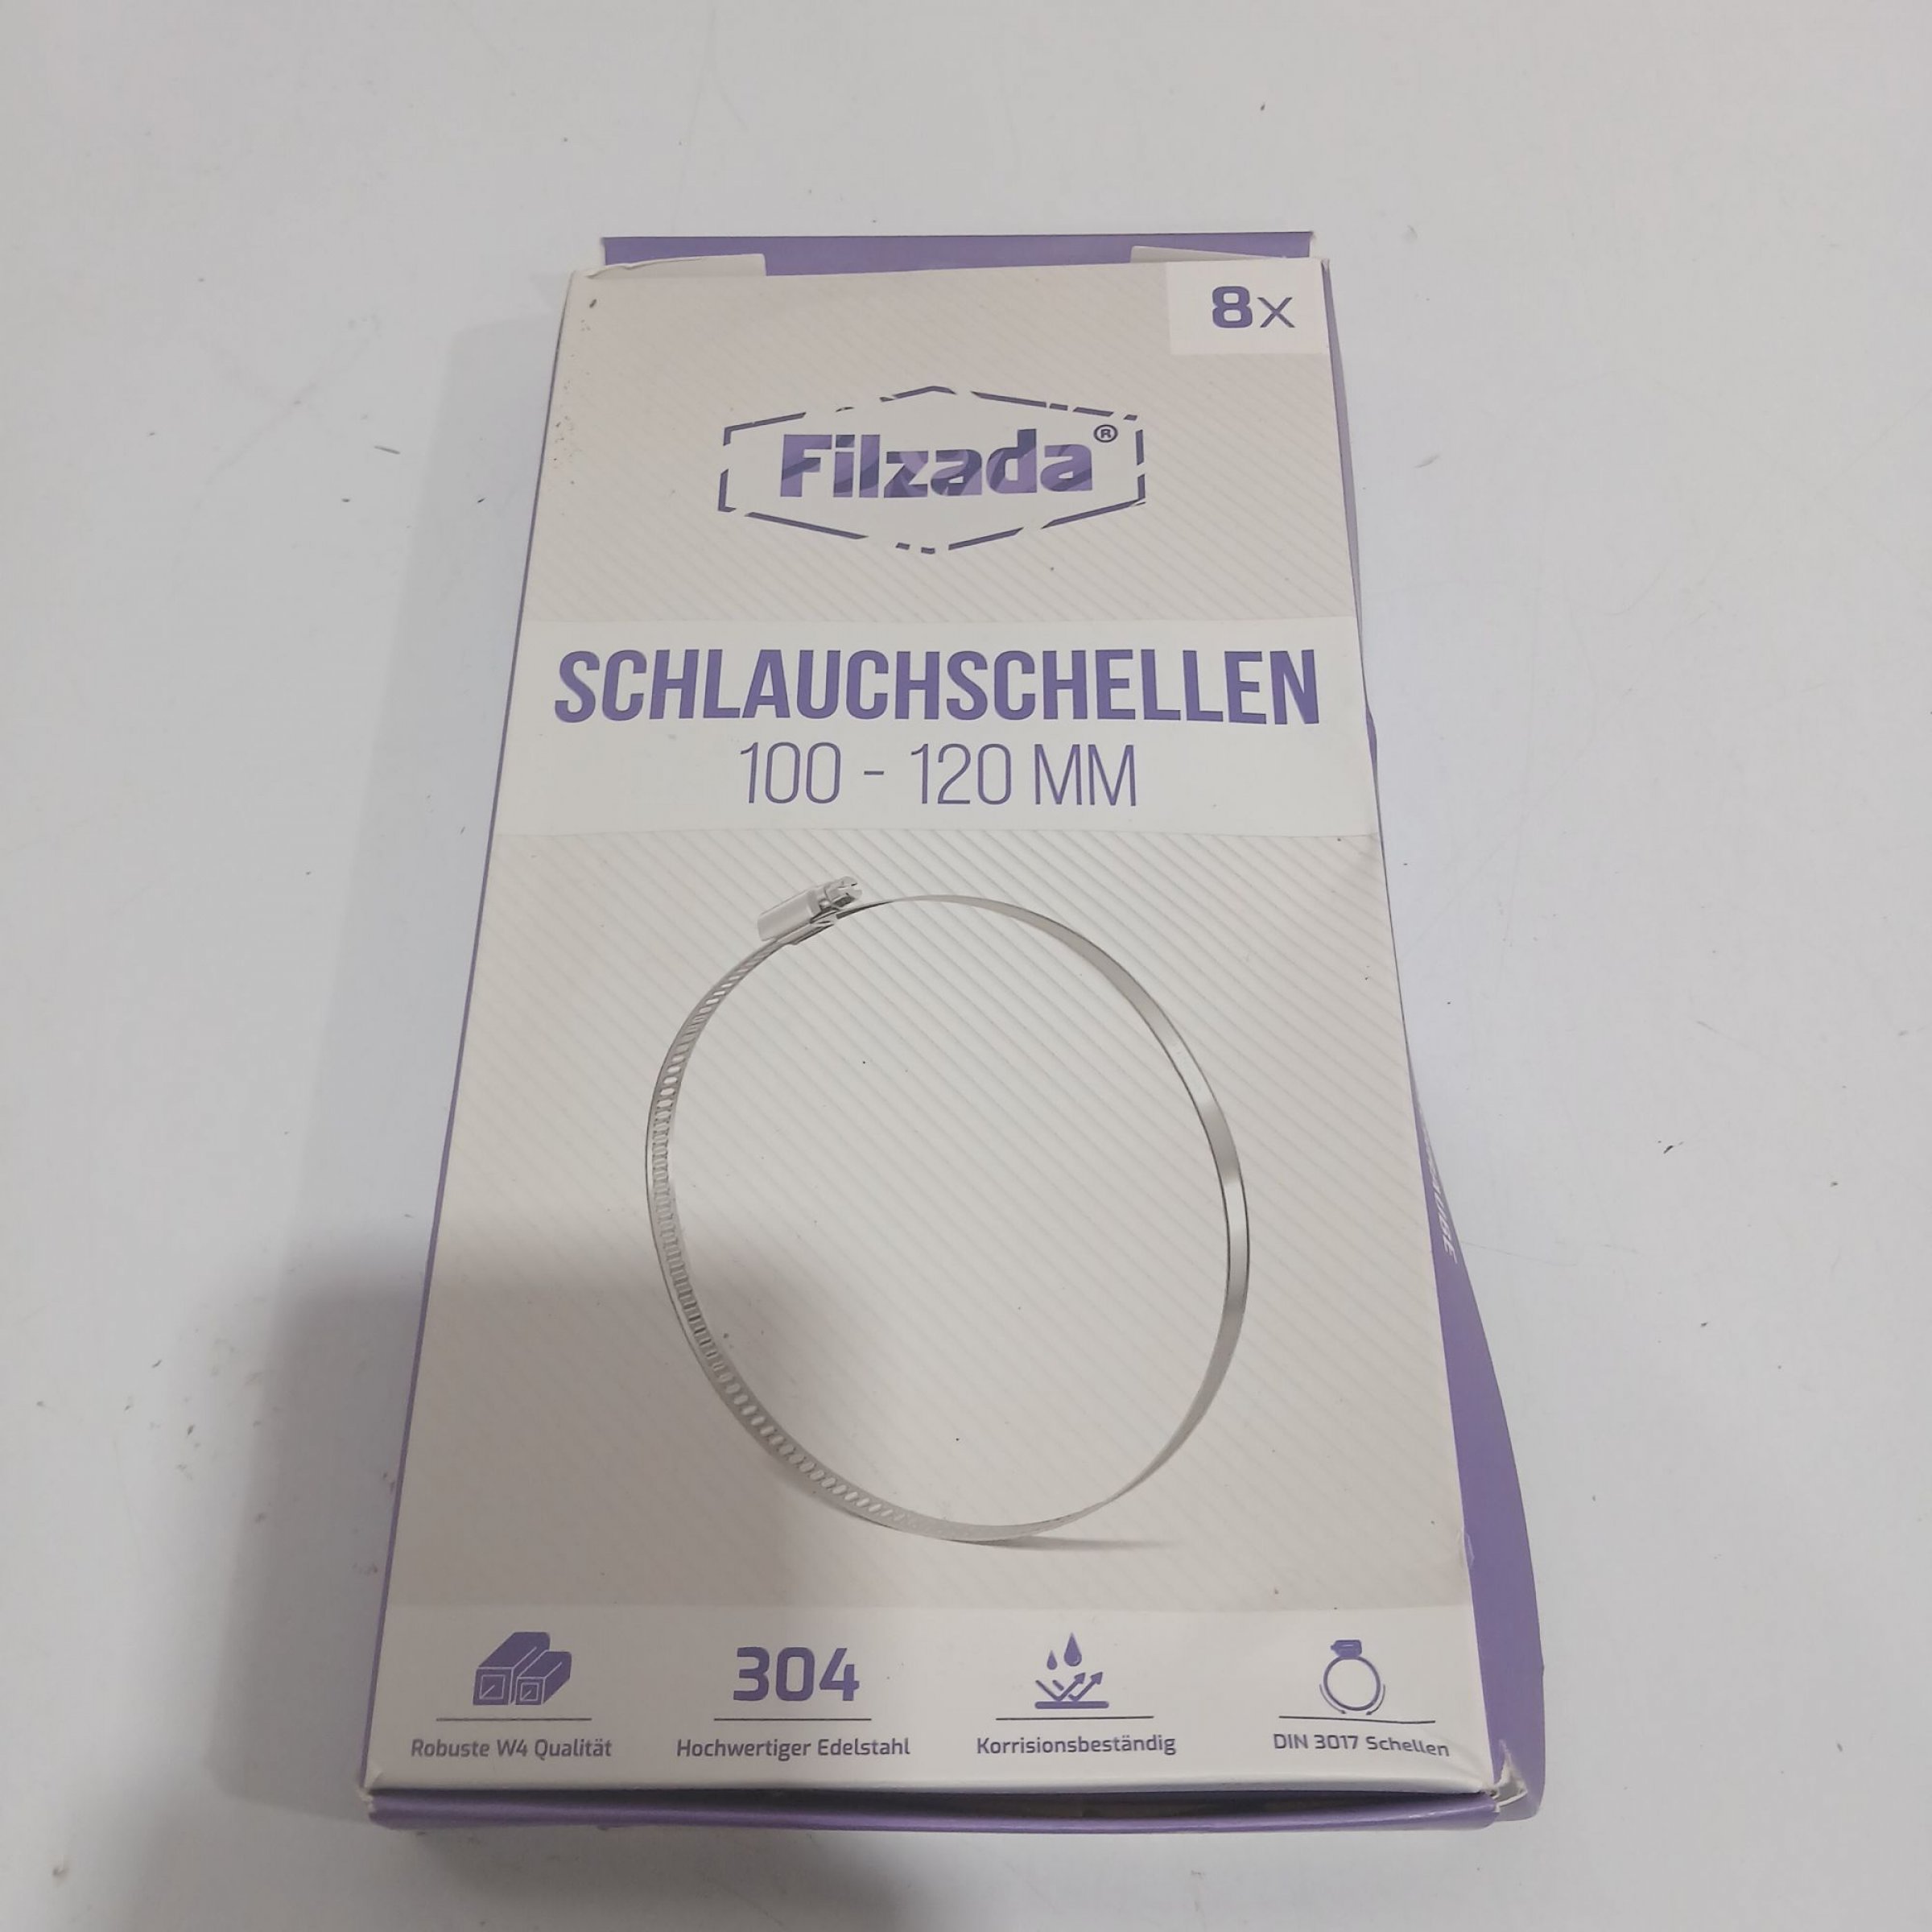 8x
Filzada®
SCHLAUCHSCHELLEN
100 - 120 MM
304
Robuste W4 Qualität
Hochwertiger Edelstahl
Korrisionsbeständig
DIN 3017 Schellen